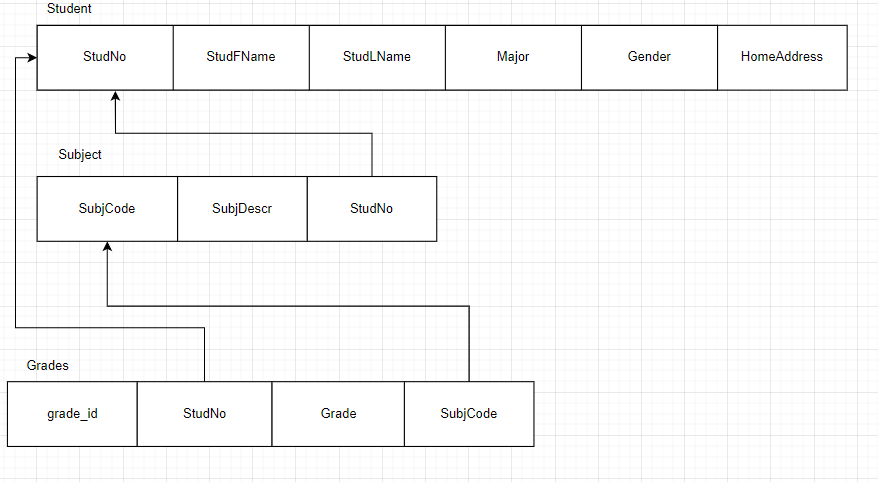 Student
StudNo StudFName StudLName Major Gender HomeAddress
Subject
SubjCode SubjDescr StudNo
Grades
grade_id StudNo Grade SubjCode